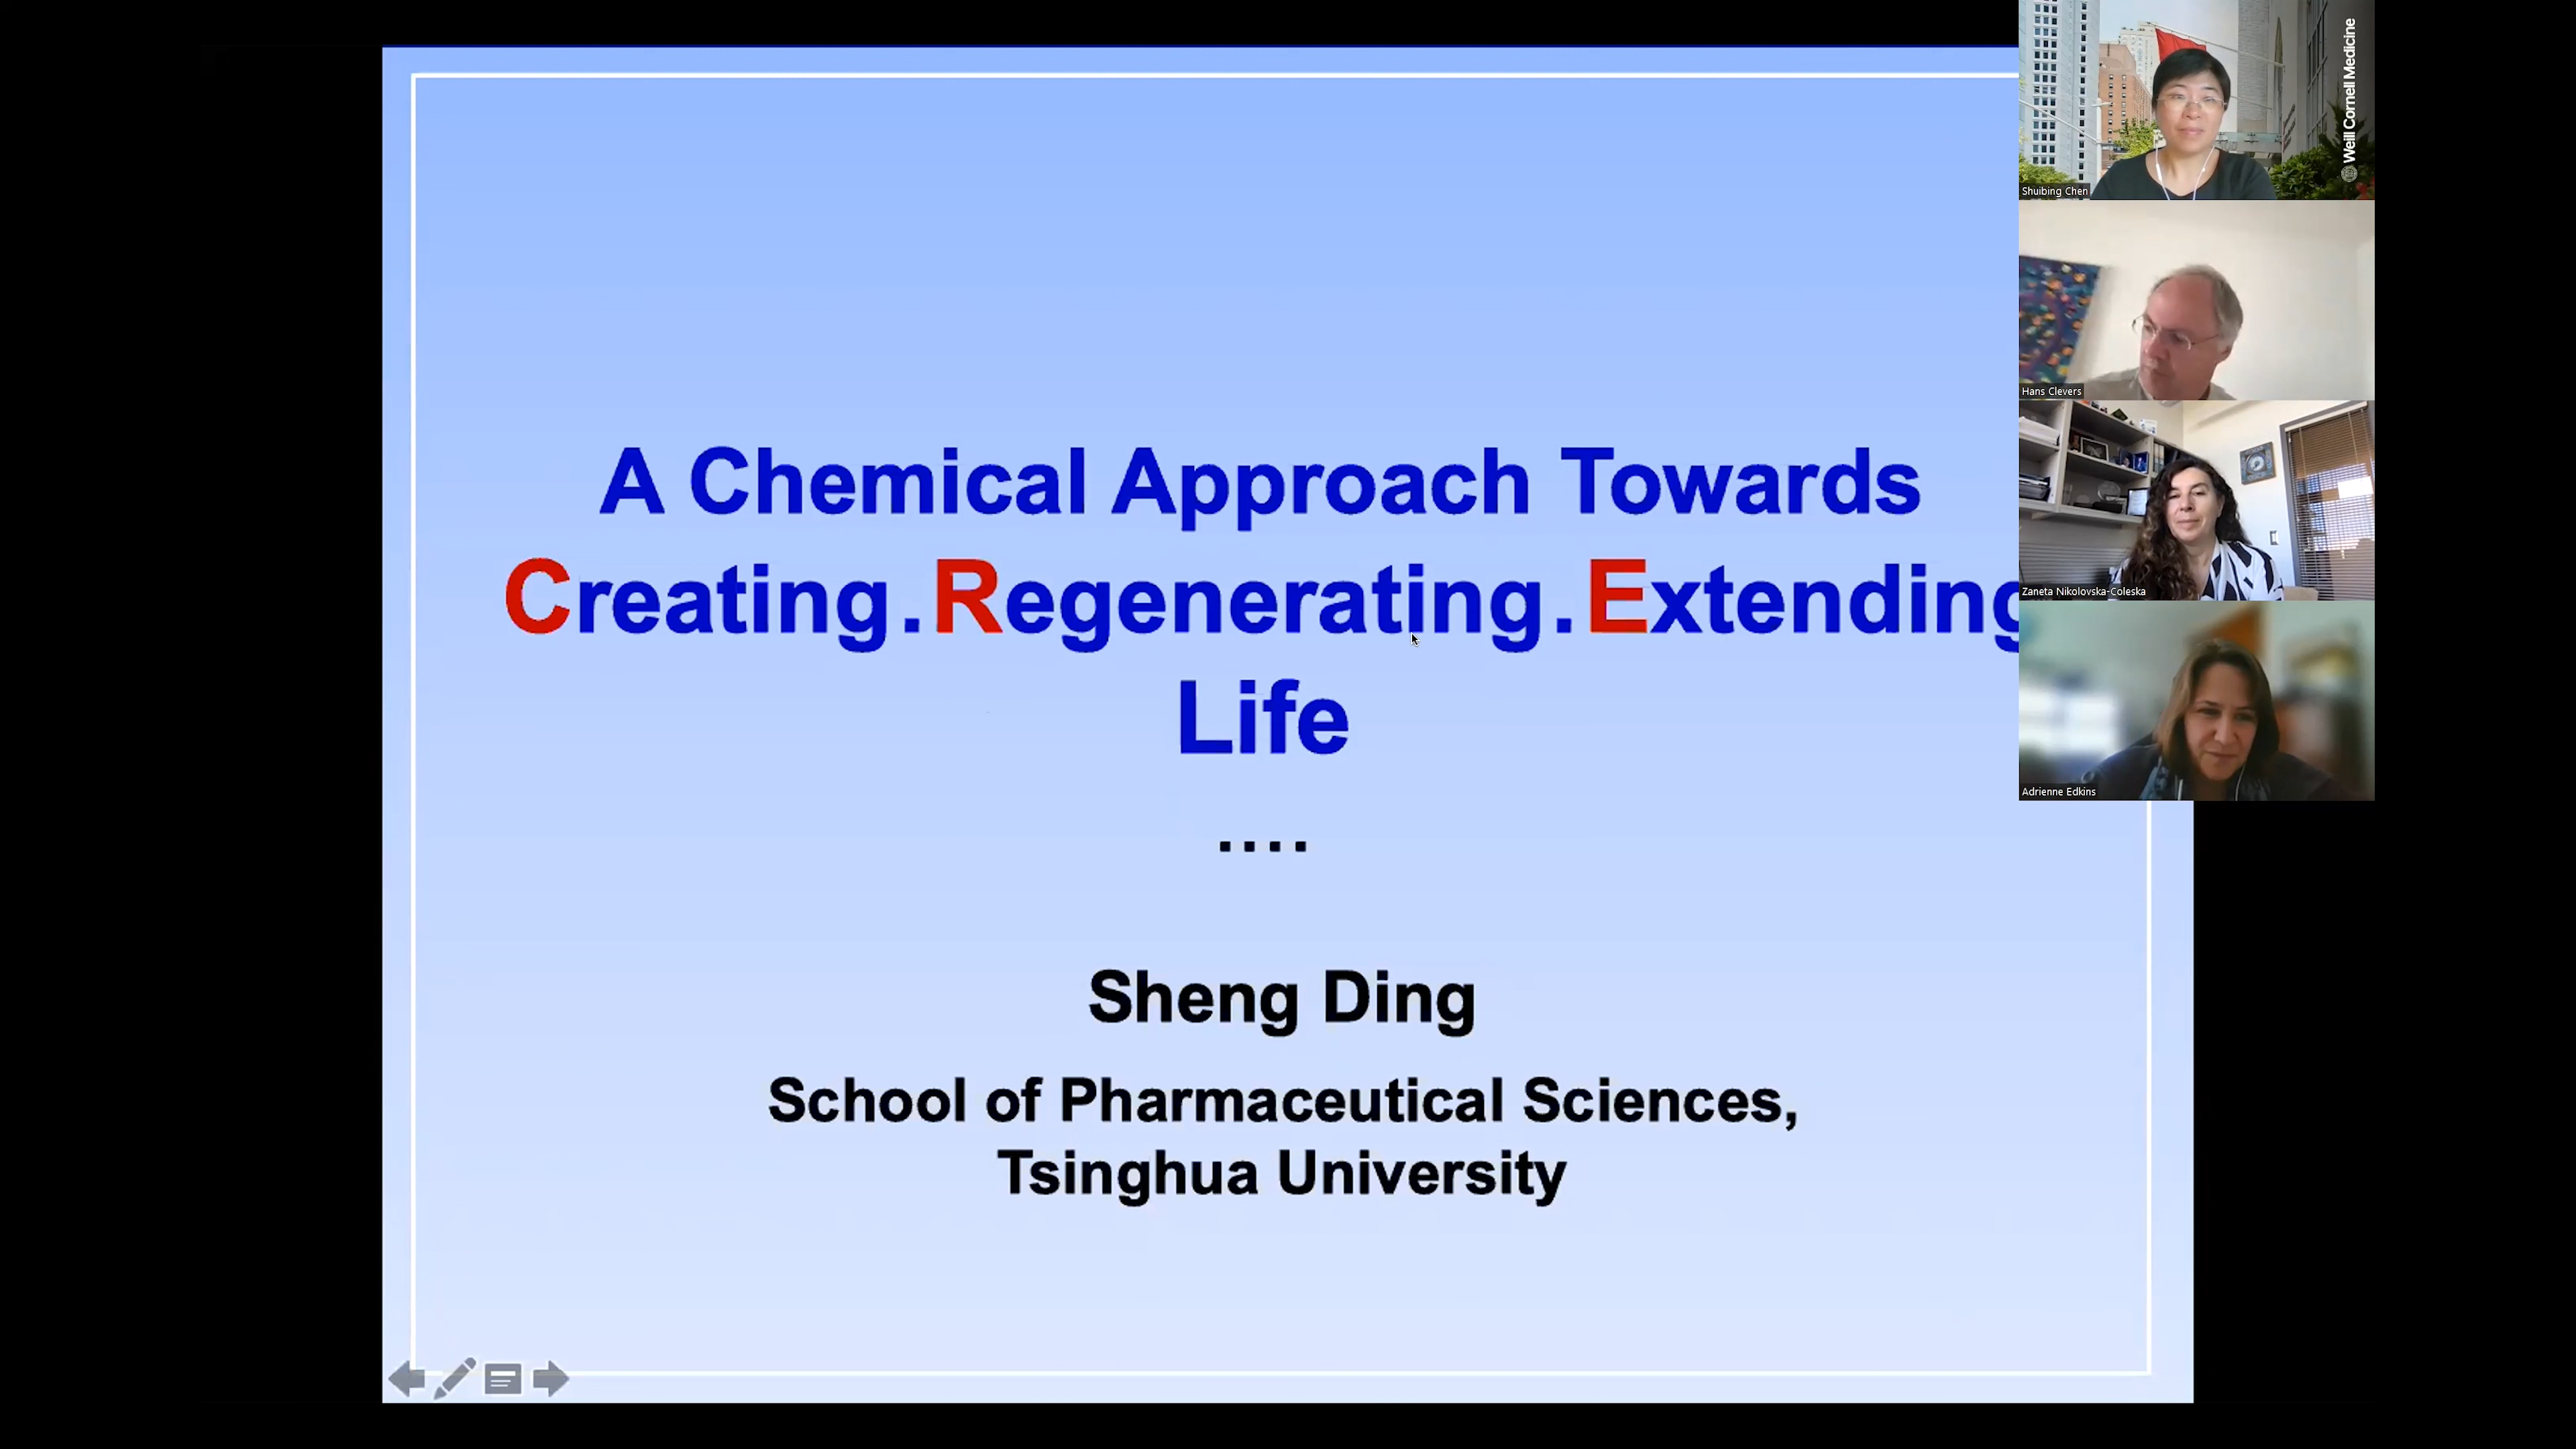 A Chemical Approach Towards
Creating.Regenerating.Extending
Life
....
Sheng Ding
School of Pharmaceutical Sciences,
Tsinghua University
Weill Cornell Medicine
Shuibing Chen
Hans Clevers
Zaneta Nikolovska-Coleska
Adrienne Edkins